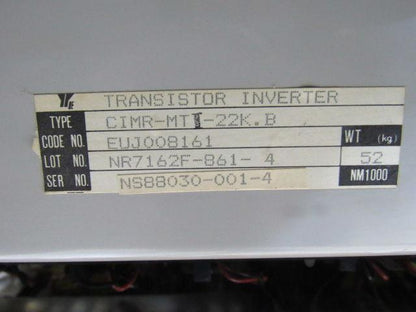 YE TRANSISTOR INVERTER
TYPE CIMR-MTI-22K.B
CODE NO. EUJ008161 WT (kg)
LOT NO. NR7162F-861- 4 52
SER NO. NS88030-001-4 NM1000